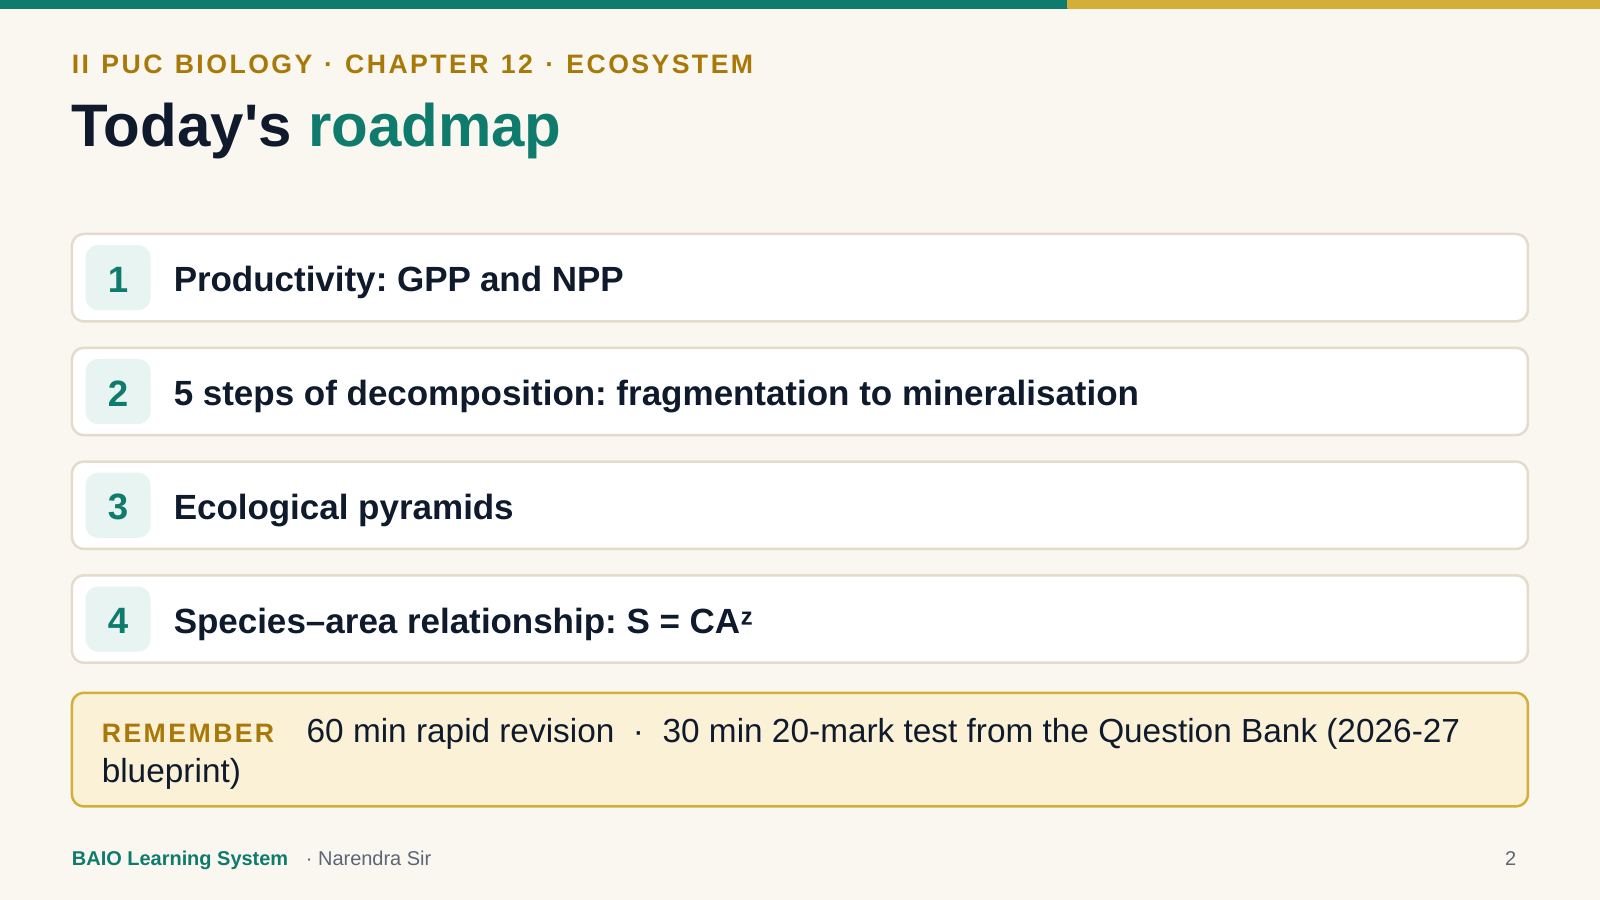 II PUC BIOLOGY · CHAPTER 12 · ECOSYSTEM
Today's roadmap
1 Productivity: GPP and NPP
2 5 steps of decomposition: fragmentation to mineralisation
3 Ecological pyramids
4 Species–area relationship: S = CAᶻ
REMEMBER 60 min rapid revision · 30 min 20-mark test from the Question Bank (2026-27
blueprint)
BAIO Learning System · Narendra Sir 2